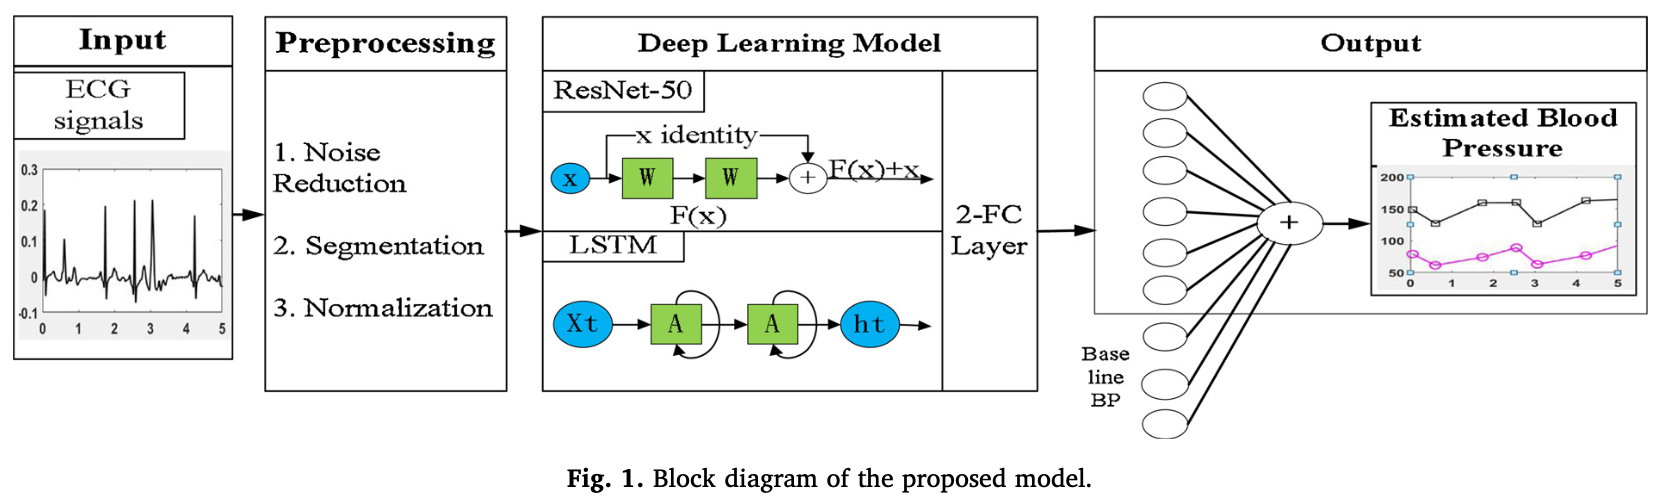 Input
ECG
signals
0.3
0.2
0.1
0
-0.1
0 1 2 3 4 5
Preprocessing
1. Noise
Reduction
2. Segmentation
3. Normalization
Deep Learning Model
ResNet-50
x identity
x W W + F(x)+x
F(x)
LSTM
Xt A A ht
2-FC
Layer
Output
+
Base
line
BP
Estimated Blood
Pressure
200
150
100
50
0 1 2 3 4 5
Fig. 1. Block diagram of the proposed model.